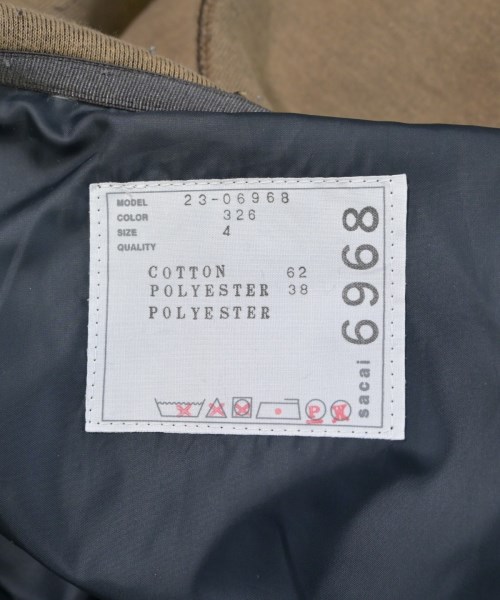 MODEL 23-06968
COLOR 326
SIZE 4
QUALITY
COTTON 62
POLYESTER 38
POLYESTER
sacai 6968
P
W